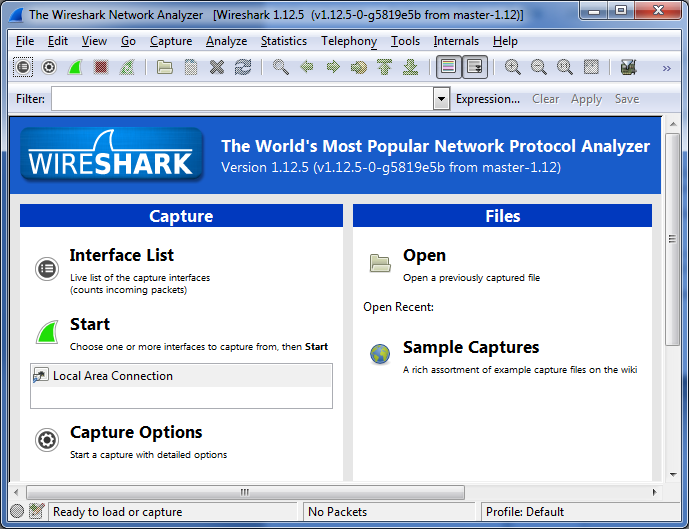 The Wireshark Network Analyzer [Wireshark 1.12.5 (v1.12.5-0-g5819e5b from master-1.12)]
File Edit View Go Capture Analyze Statistics Telephony Tools Internals Help
Filter: Expression... Clear Apply Save
WIRESHARK
The World's Most Popular Network Protocol Analyzer
Version 1.12.5 (v1.12.5-0-g5819e5b from master-1.12)
Capture
Interface List
Live list of the capture interfaces
(counts incoming packets)
Start
Choose one or more interfaces to capture from, then Start
Local Area Connection
Capture Options
Start a capture with detailed options
Files
Open
Open a previously captured file
Open Recent:
Sample Captures
A rich assortment of example capture files on the wiki
Ready to load or capture No Packets Profile: Default